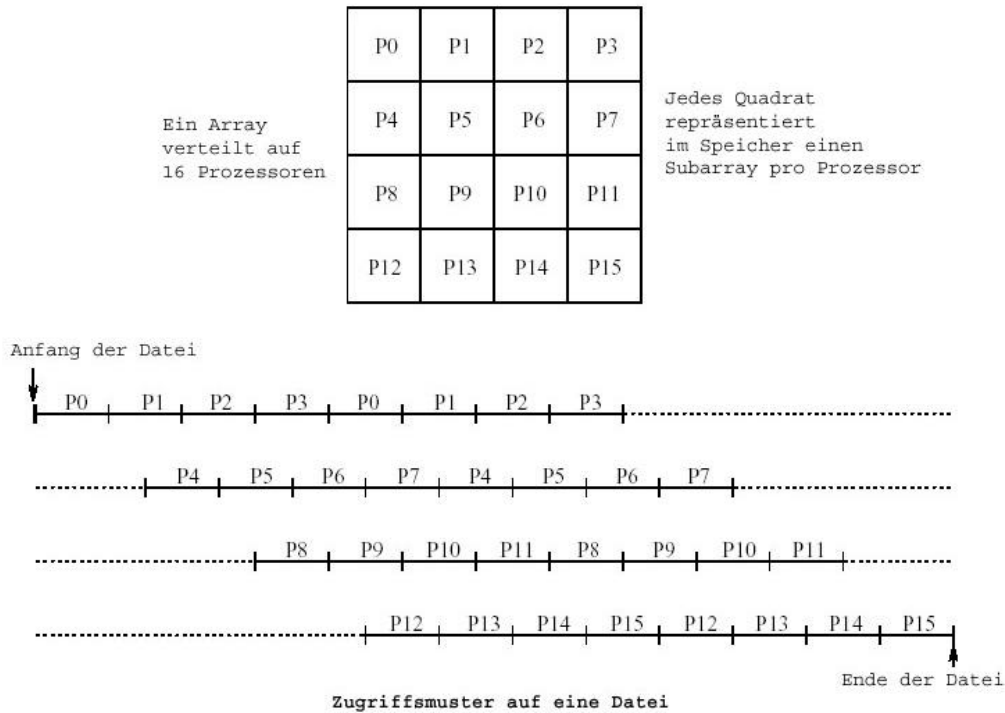 P0 P1 P2 P3
Ein Array
verteilt auf
16 Prozessoren
P4 P5 P6 P7
Jedes Quadrat
repräsentiert
im Speicher einen
Subarray pro Prozessor
P8 P9 P10 P11
P12 P13 P14 P15
Anfang der Datei
P0 P1 P2 P3 P0 P1 P2 P3
P4 P5 P6 P7 P4 P5 P6 P7
P8 P9 P10 P11 P8 P9 P10 P11
P12 P13 P14 P15 P12 P13 P14 P15
Ende der Datei
Zugriffsmuster auf eine Datei